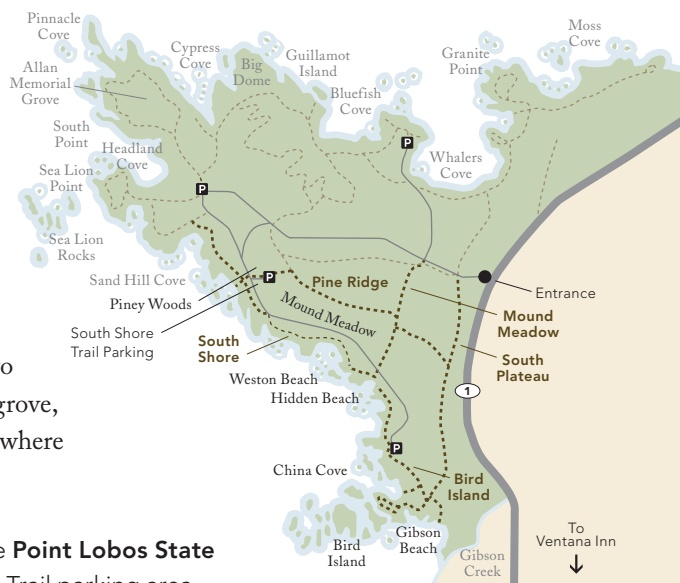 Pinnacle
Cove
Allan
Memorial
Grove
Cypress
Cove
Big
Dome
Guillamot
Island
Bluefish
Cove
Granite
Point
Moss
Cove
South
Point
Headland
Cove
P
Whalers
Cove
Sea Lion
Point
P
Sea Lion
Rocks
Sand Hill Cove
P
Pine Ridge
Entrance
Piney Woods
Mound Meadow
Mound
Meadow
South Shore
Trail Parking
South
Shore
South
Plateau
o
Weston Beach
1
grove,
Hidden Beach
where
P
China Cove
Bird
Island
Bird
Island
Gibson
Beach
Gibson
Creek
To
Ventana Inn
e Point Lobos State
Trail parking area